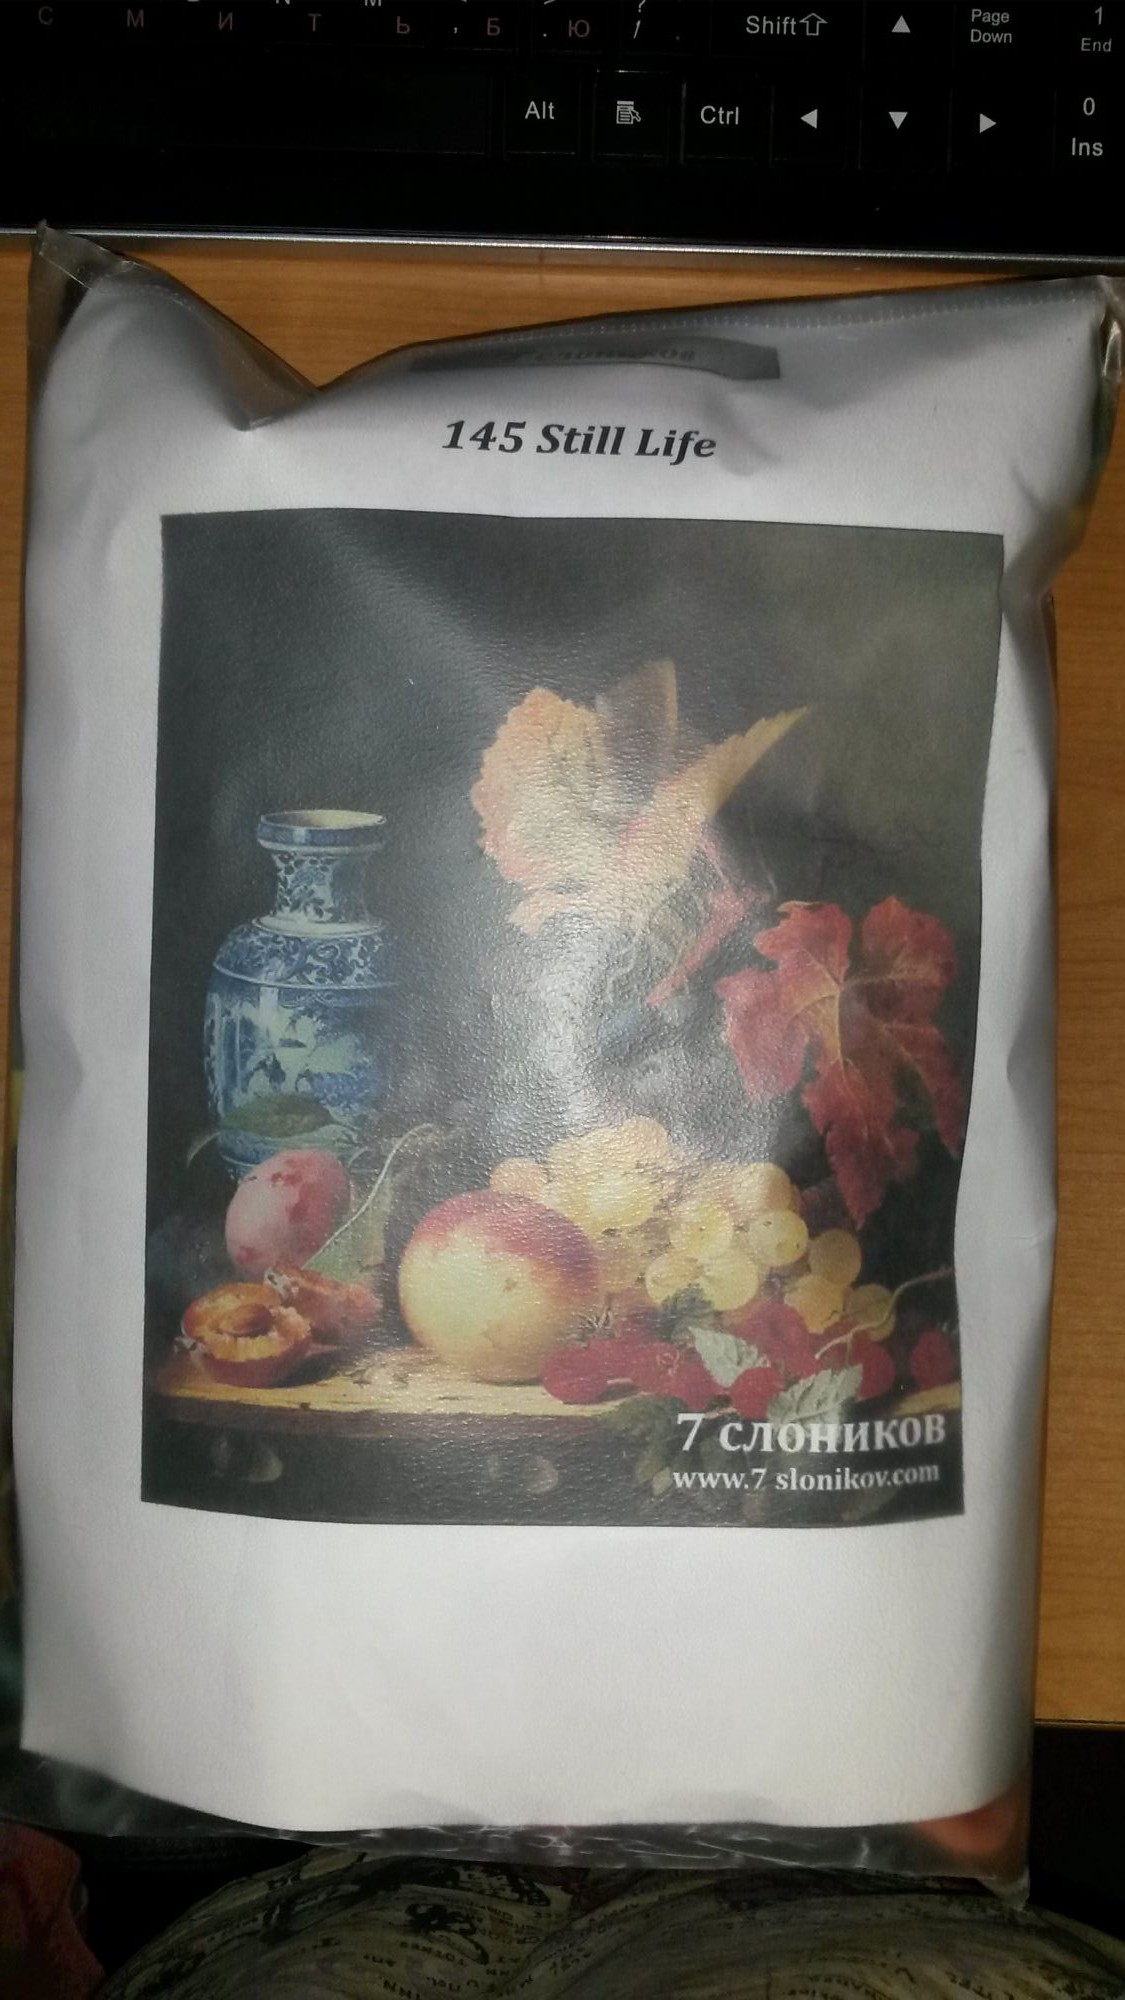 С М И Т Ь , Б . Ю / . Shift Page Down 1 End
Alt Ctrl 0 Ins
145 Still Life
7 слоников
www.7 slonikov.com